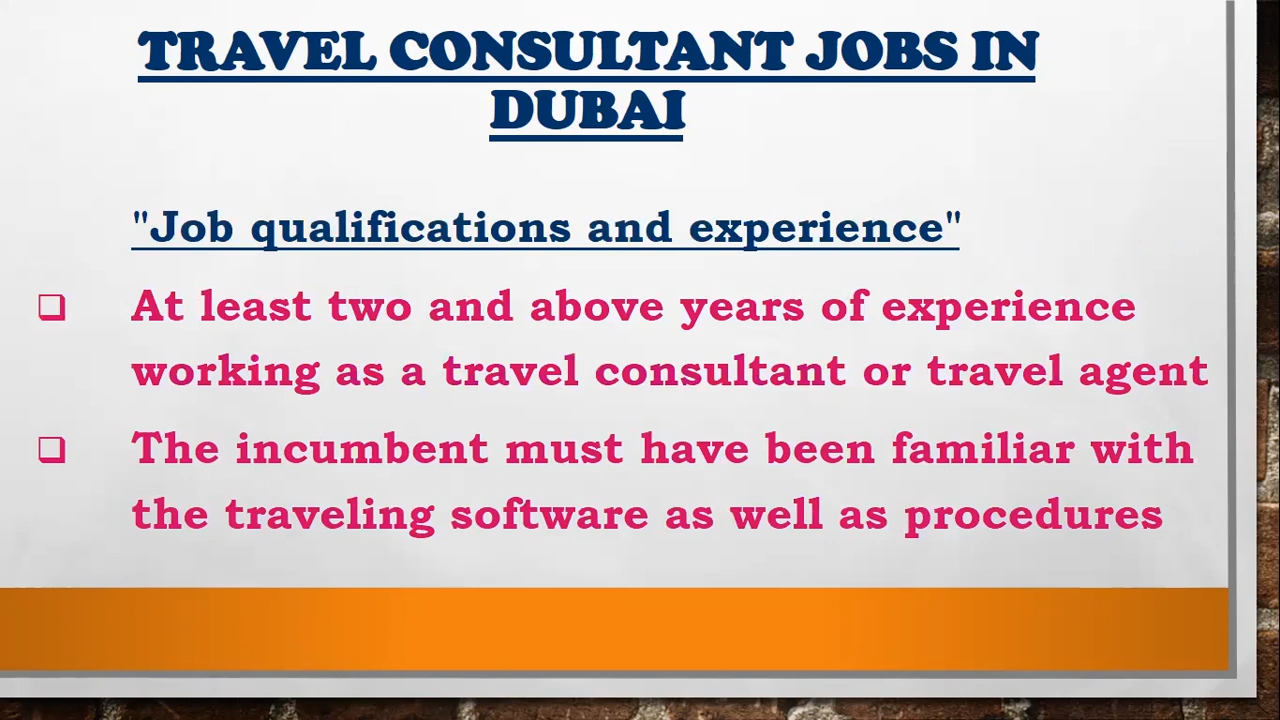 TRAVEL CONSULTANT JOBS IN
DUBAI
"Job qualifications and experience"
❑ At least two and above years of experience
working as a travel consultant or travel agent
❑ The incumbent must have been familiar with
the traveling software as well as procedures